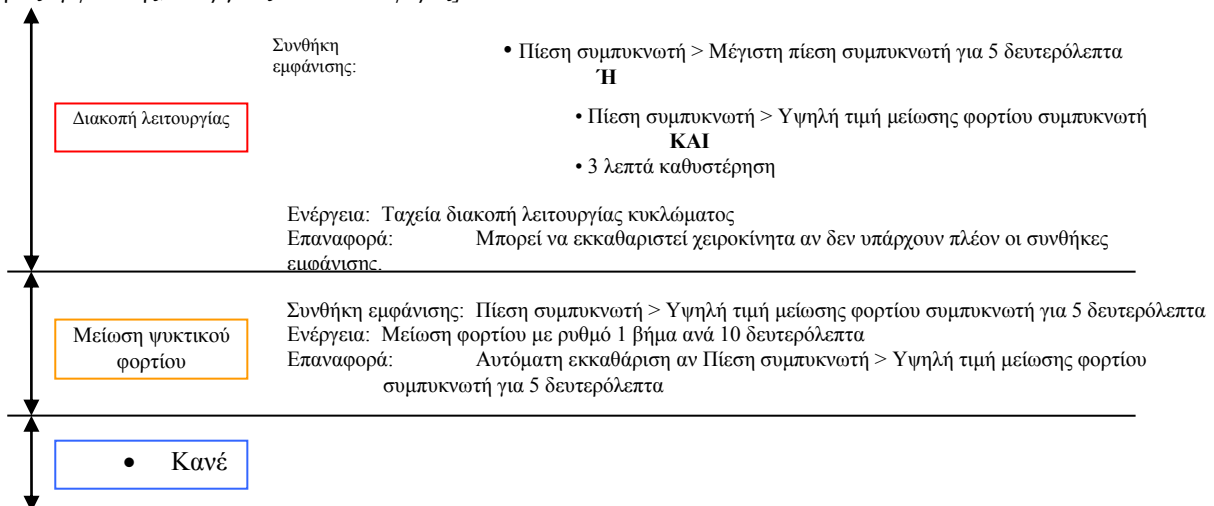 Συνθήκη
εμφάνισης:
• Πίεση συμπυκνωτή > Μέγιστη πίεση συμπυκνωτή για 5 δευτερόλεπτα
Ή
Διακοπή λειτουργίας
• Πίεση συμπυκνωτή > Υψηλή τιμή μείωσης φορτίου συμπυκνωτή
ΚΑΙ
• 3 λεπτά καθυστέρηση
Ενέργεια: Ταχεία διακοπή λειτουργίας κυκλώματος
Επαναφορά: Μπορεί να εκκαθαριστεί χειροκίνητα αν δεν υπάρχουν πλέον οι συνθήκες
εμφάνισης.
Μείωση ψυκτικού
φορτίου
Συνθήκη εμφάνισης: Πίεση συμπυκνωτή > Υψηλή τιμή μείωσης φορτίου συμπυκνωτή για 5 δευτερόλεπτα
Ενέργεια: Μείωση φορτίου με ρυθμό 1 βήμα ανά 10 δευτερόλεπτα
Επαναφορά: Αυτόματη εκκαθάριση αν Πίεση συμπυκνωτή > Υψηλή τιμή μείωσης φορτίου
συμπυκνωτή για 5 δευτερόλεπτα
• Κανέ